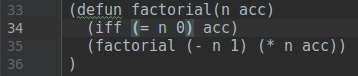 33 (defun factorial(n acc)
34   (iff (= n 0) acc)
35   (factorial (- n 1) (* n acc))
36 )